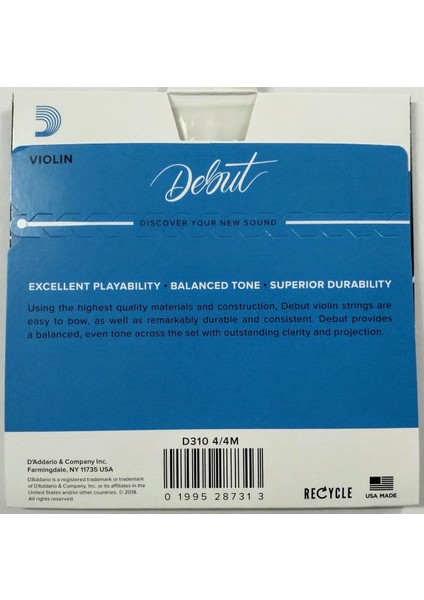 VIOLIN
Debut
DISCOVER YOUR NEW SOUND
EXCELLENT PLAYABILITY · BALANCED TONE · SUPERIOR DURABILITY
Using the highest quality materials and construction, Debut violin strings are
easy to bow, as well as remarkably durable and consistent. Debut provides
a balanced, even tone across the set with outstanding clarity and projection.
D310 4/4M
D'Addario & Company Inc.
Farmingdale, NY 11735 USA
D'Addario is a registered trademark or trademark
of D'Addario & Company, Inc. or its affiliates in the
United States and/or other countries. © 2018.
All rights reserved.
0 19954 28731 3
RECYCLE
USA MADE